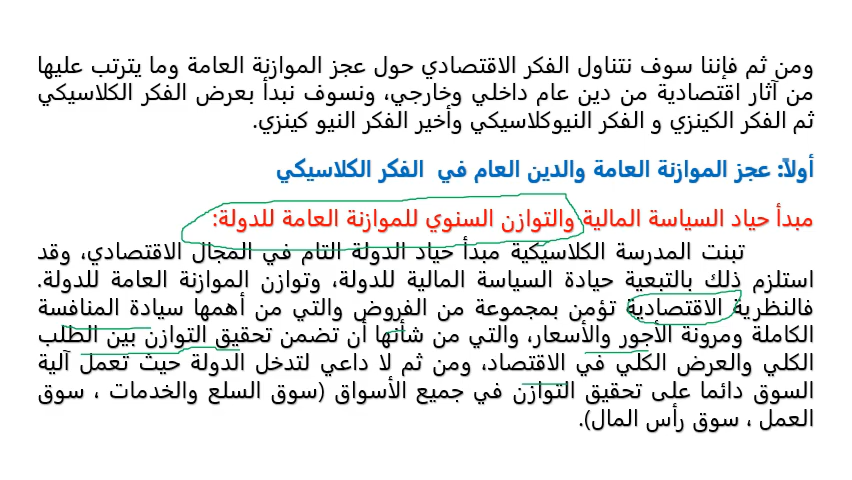 ومن ثم فإننا سوف نتناول الفكر الاقتصادي حول عجز الموازنة العامة وما يترتب عليها
من آثار اقتصادية من دين عام داخلي وخارجي، ونسوف نبدأ بعرض الفكر الكلاسيكي
ثم الفكر الكينزي و الفكر النيوكلاسيكي وأخير الفكر النيو كينزي.
أولاً: عجز الموازنة العامة والدين العام في الفكر الكلاسيكي
مبدأ حياد السياسة المالية والتوازن السنوي للموازنة العامة للدولة:
تبنت المدرسة الكلاسيكية مبدأ حياد الدولة التام في المجال الاقتصادي، وقد
استلزم ذلك بالتبعية حيادة السياسة المالية للدولة، وتوازن الموازنة العامة للدولة.
فالنظرية الاقتصادية تؤمن بمجموعة من الفروض والتي من أهمها سيادة المنافسة
الكاملة ومرونة الأجور والأسعار، والتي من شأنها أن تضمن تحقيق التوازن بين الطلب
الكلي والعرض الكلي في الاقتصاد، ومن ثم لا داعي لتدخل الدولة حيث تعمل آلية
السوق دائما على تحقيق التوازن في جميع الأسواق (سوق السلع والخدمات ، سوق
العمل ، سوق رأس المال).